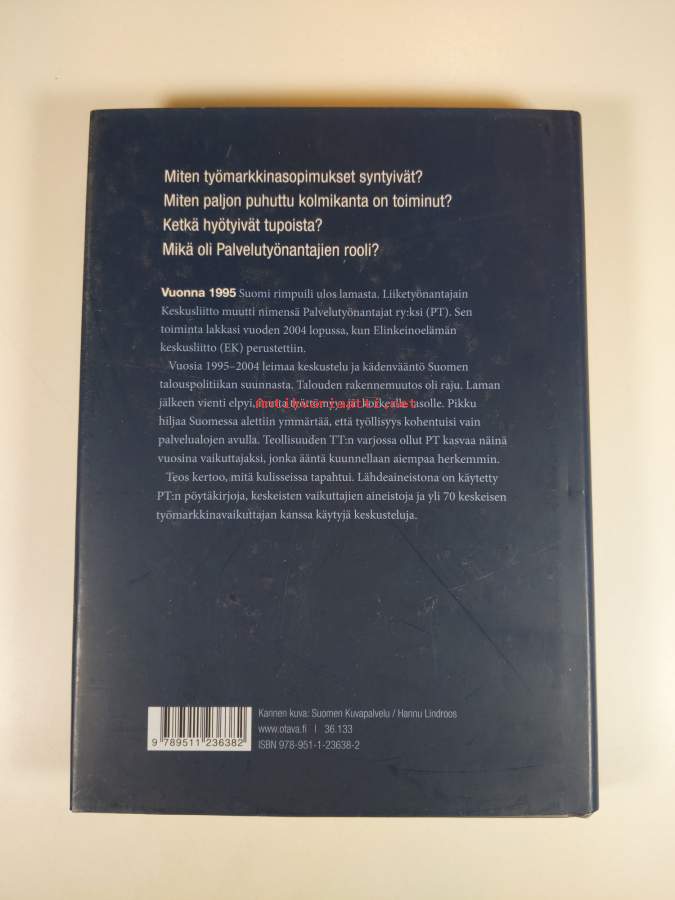 Miten työmarkkinasopimukset syntyivät?
Miten paljon puhuttu kolmikanta on toiminut?
Ketkä hyötyivät tupoista?
Mikä oli Palvelutyönantajien rooli?
Vuonna 1995 Suomi rimpuili ulos lamasta. Liiketyönantajain
Keskusliitto muutti nimensä Palvelutyönantajat ry:ksi (PT). Sen
toiminta lakkasi vuoden 2004 lopussa, kun Elinkeinoelämän
keskusliitto (EK) perustettiin.
Vuosia 1995–2004 leimaa keskustelu ja kädenvääntö Suomen
talouspolitiikan suunnasta. Talouden rakennemuutos oli raju. Laman
jälkeen vienti elpyi, mutta työttömyys jäi korkealle tasolle. Pikku
hiljaa Suomessa alettiin ymmärtää, että työllisyys kohentuisi vain
palvelualojen avulla. Teollisuuden TT:n varjossa ollut PT kasvaa näinä
vuosina vaikuttajaksi, jonka ääntä kuunnellaan aiempaa herkemmin.
Teos kertoo, mitä kulisseissa tapahtui. Lähdeaineistona on käytetty
PT:n pöytäkirjoja, keskeisten vaikuttajien aineistoja ja yli 70 keskeisen
työmarkkinavaikuttajan kanssa käytyjä keskusteluja.
Kannen kuva: Suomen Kuvapalvelu / Hannu Lindroos
www.otava.fi | 36.133
ISBN 978-951-1-23638-2
9 789511 236382